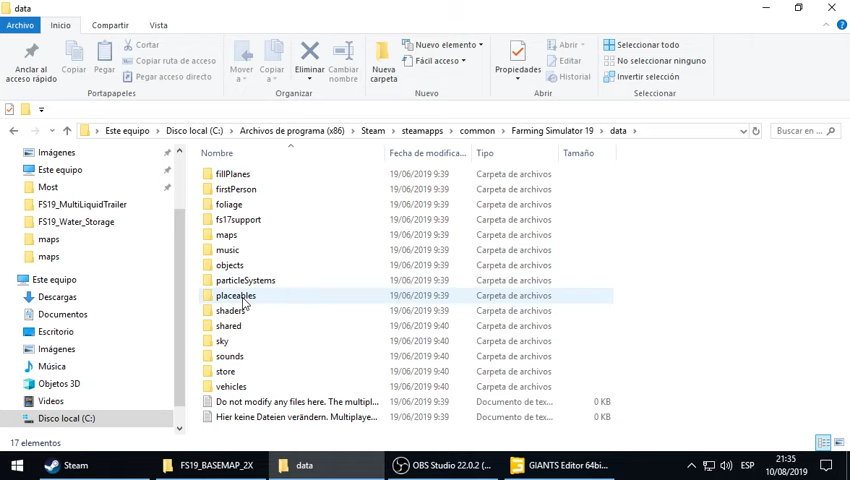 data
Archivo Inicio Compartir Vista
Anclar al acceso rápido
Copiar
Pegar
Cortar
Copiar ruta de acceso
Pegar acceso directo
Mover a
Copiar a
Eliminar
Cambiar nombre
Nueva carpeta
Nuevo elemento
Fácil acceso
Propiedades
Abrir
Editar
Historial
Seleccionar todo
No seleccionar ninguno
Invertir selección
Portapapeles Organizar Nuevo Abrir Seleccionar
Este equipo > Disco local (C:) > Archivos de programa (x86) > Steam > steamapps > common > Farming Simulator 19 > data >
Buscar en ...
Nombre Fecha de modifica... Tipo Tamaño
Imágenes
Este equipo
Most
FS19_MultiLiquidTrailer
FS19_Water_Storage
maps
maps
Este equipo
Descargas
Documentos
Escritorio
Imágenes
Música
Objetos 3D
Videos
Disco local (C:)
fillPlanes 19/06/2019 9:39 Carpeta de archivos
firstPerson 19/06/2019 9:39 Carpeta de archivos
foliage 19/06/2019 9:39 Carpeta de archivos
fs17support 19/06/2019 9:39 Carpeta de archivos
maps 19/06/2019 9:39 Carpeta de archivos
music 19/06/2019 9:39 Carpeta de archivos
objects 19/06/2019 9:39 Carpeta de archivos
particleSystems 19/06/2019 9:39 Carpeta de archivos
placeables 19/06/2019 9:39 Carpeta de archivos
shaders 19/06/2019 9:39 Carpeta de archivos
shared 19/06/2019 9:40 Carpeta de archivos
sky 19/06/2019 9:40 Carpeta de archivos
sounds 19/06/2019 9:40 Carpeta de archivos
store 19/06/2019 9:40 Carpeta de archivos
vehicles 19/06/2019 9:40 Carpeta de archivos
Do not modify any files here. The multipl... 19/06/2019 9:39 Documento de tex... 0 KB
Hier keine Dateien verändern. Multiplaye... 19/06/2019 9:39 Documento de tex... 0 KB
17 elementos
Steam
FS19_BASEMAP_2X
data
OBS Studio 22.0.2 (...
GIANTS Editor 64bi...
ESP
21:35
10/08/2019